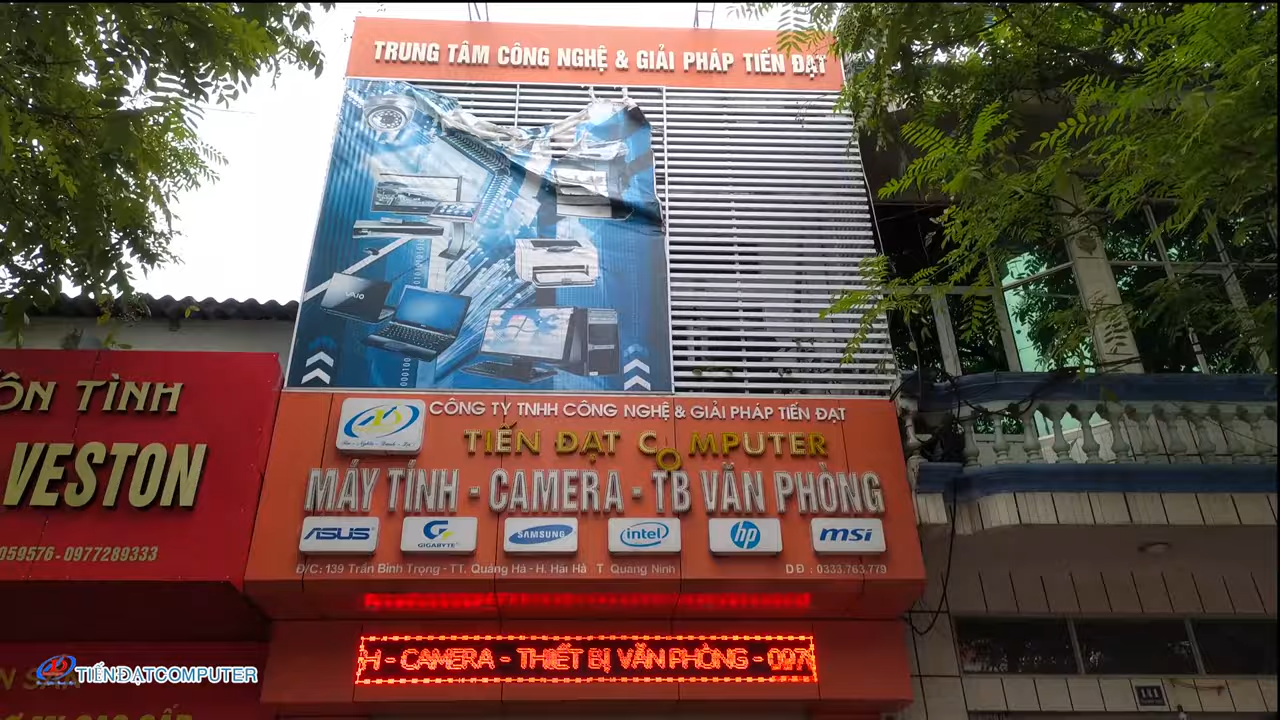 TRUNG TÂM CÔNG NGHỆ & GIẢI PHÁP TIẾN ĐẠT
VAIO
CÔNG TY TNHH CÔNG NGHỆ & GIẢI PHÁP TIẾN ĐẠT
TIẾN ĐẠT COMPUTER
MÁY TÍNH - CAMERA - TB VĂN PHÒNG
ASUS GIGABYTE SAMSUNG intel hp msi
Đ/C: 139 Trần Bình Trọng - TT. Quảng Hà - H. Hải Hà T Quảng Ninh DĐ: 0333.763.779
H - CAMERA - THIẾT BỊ VĂN PHÒNG - 097
ÔN TÌNH
VESTON
059576 - 0977289333
TIẾNĐẠTCOMPUTER
141